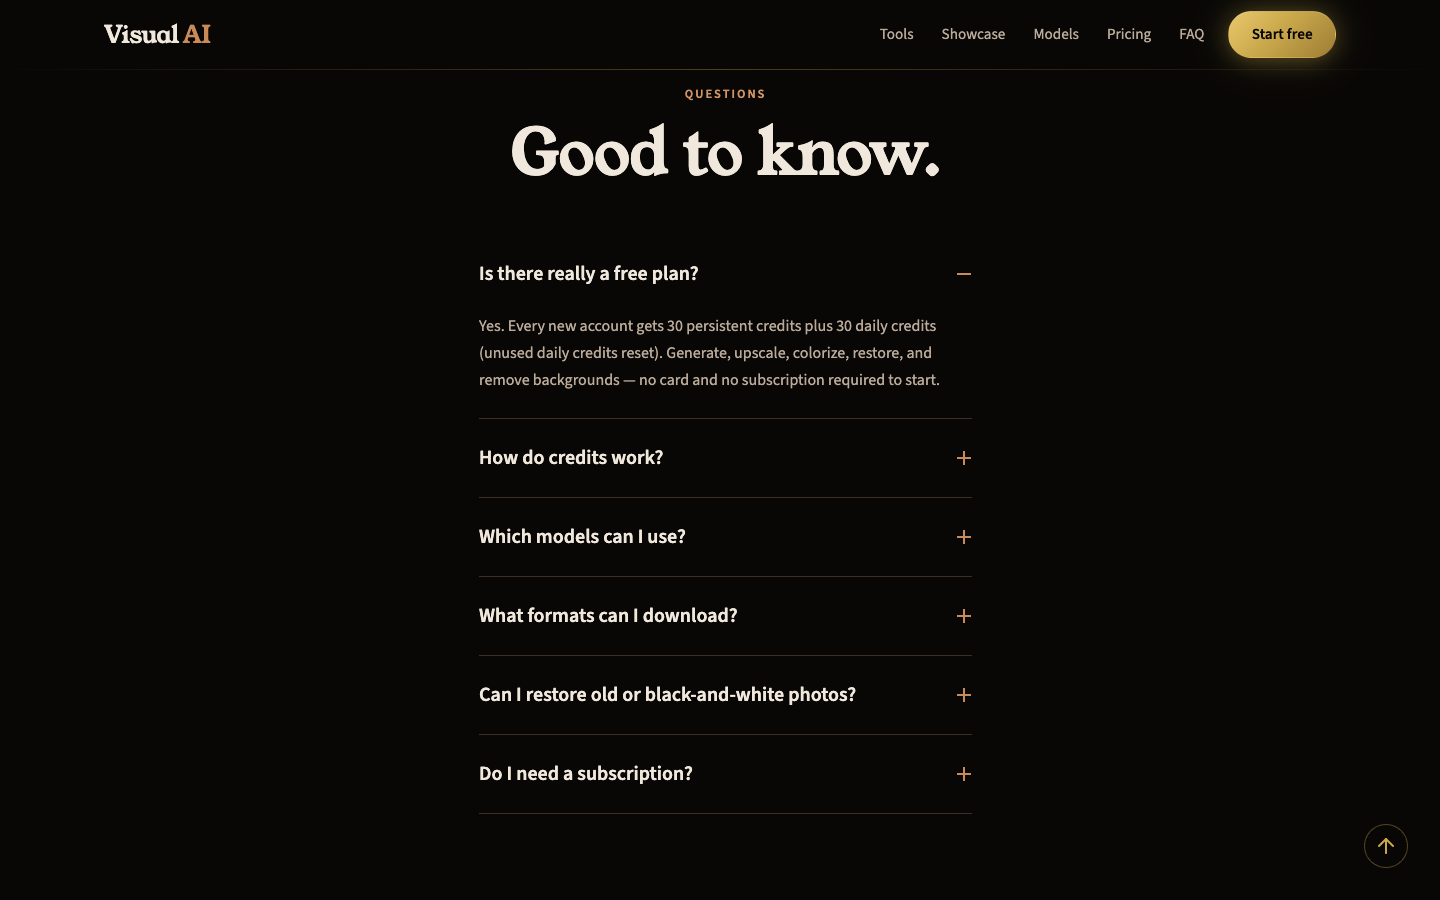 Visual AI
Tools
Showcase
Models
Pricing
FAQ
Start free
QUESTIONS
Good to know.
Is there really a free plan?
Yes. Every new account gets 30 persistent credits plus 30 daily credits
(unused daily credits reset). Generate, upscale, colorize, restore, and
remove backgrounds — no card and no subscription required to start.
How do credits work?
Which models can I use?
What formats can I download?
Can I restore old or black-and-white photos?
Do I need a subscription?